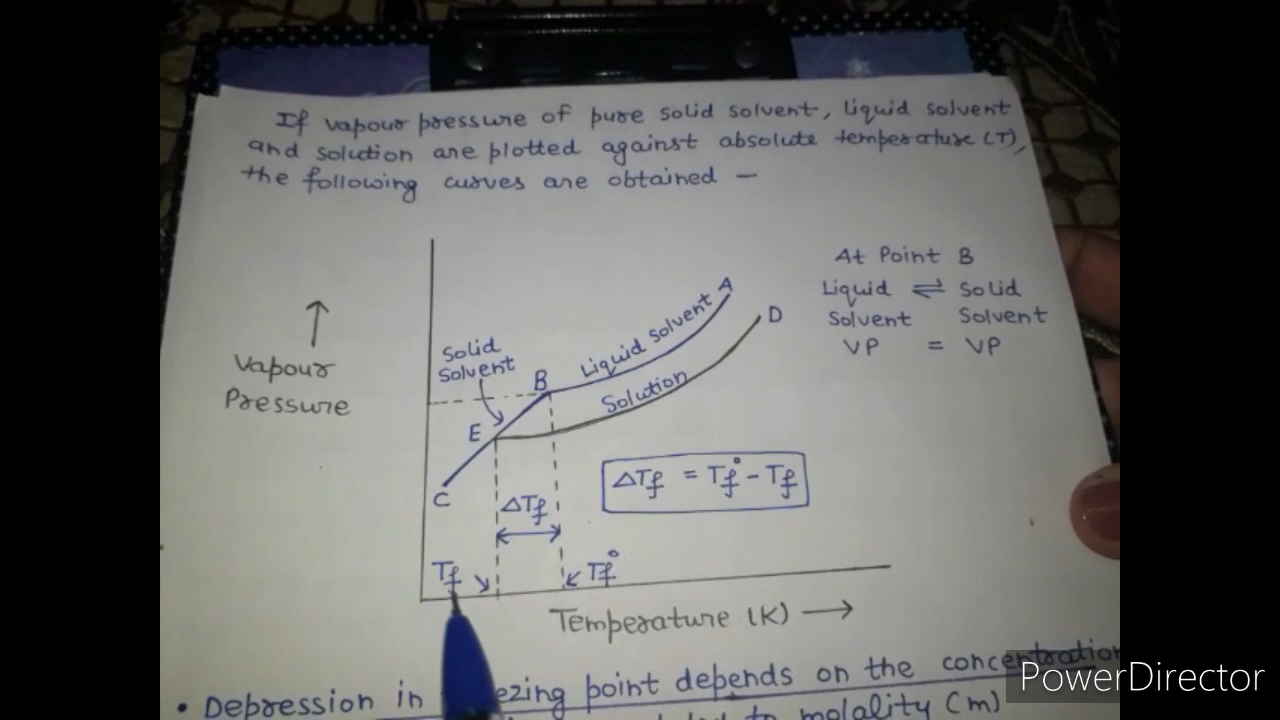 If vapour pressure of pure solid solvent, liquid solvent
and solution are plotted against absolute temperature (T),
the following curves are obtained —
At Point B
Liquid ⇌ Solid
Solvent Solvent
VP = VP
↑
Vapour
Pressure
Solid
Solvent
A
Liquid Solvent
D
B
Solution
E
C
ΔTf = Tf° - Tf
ΔTf
Tf
Tf°
Temperature (K) →
• Depression in ezing point depends on the concentration
to molality (m)
PowerDirector